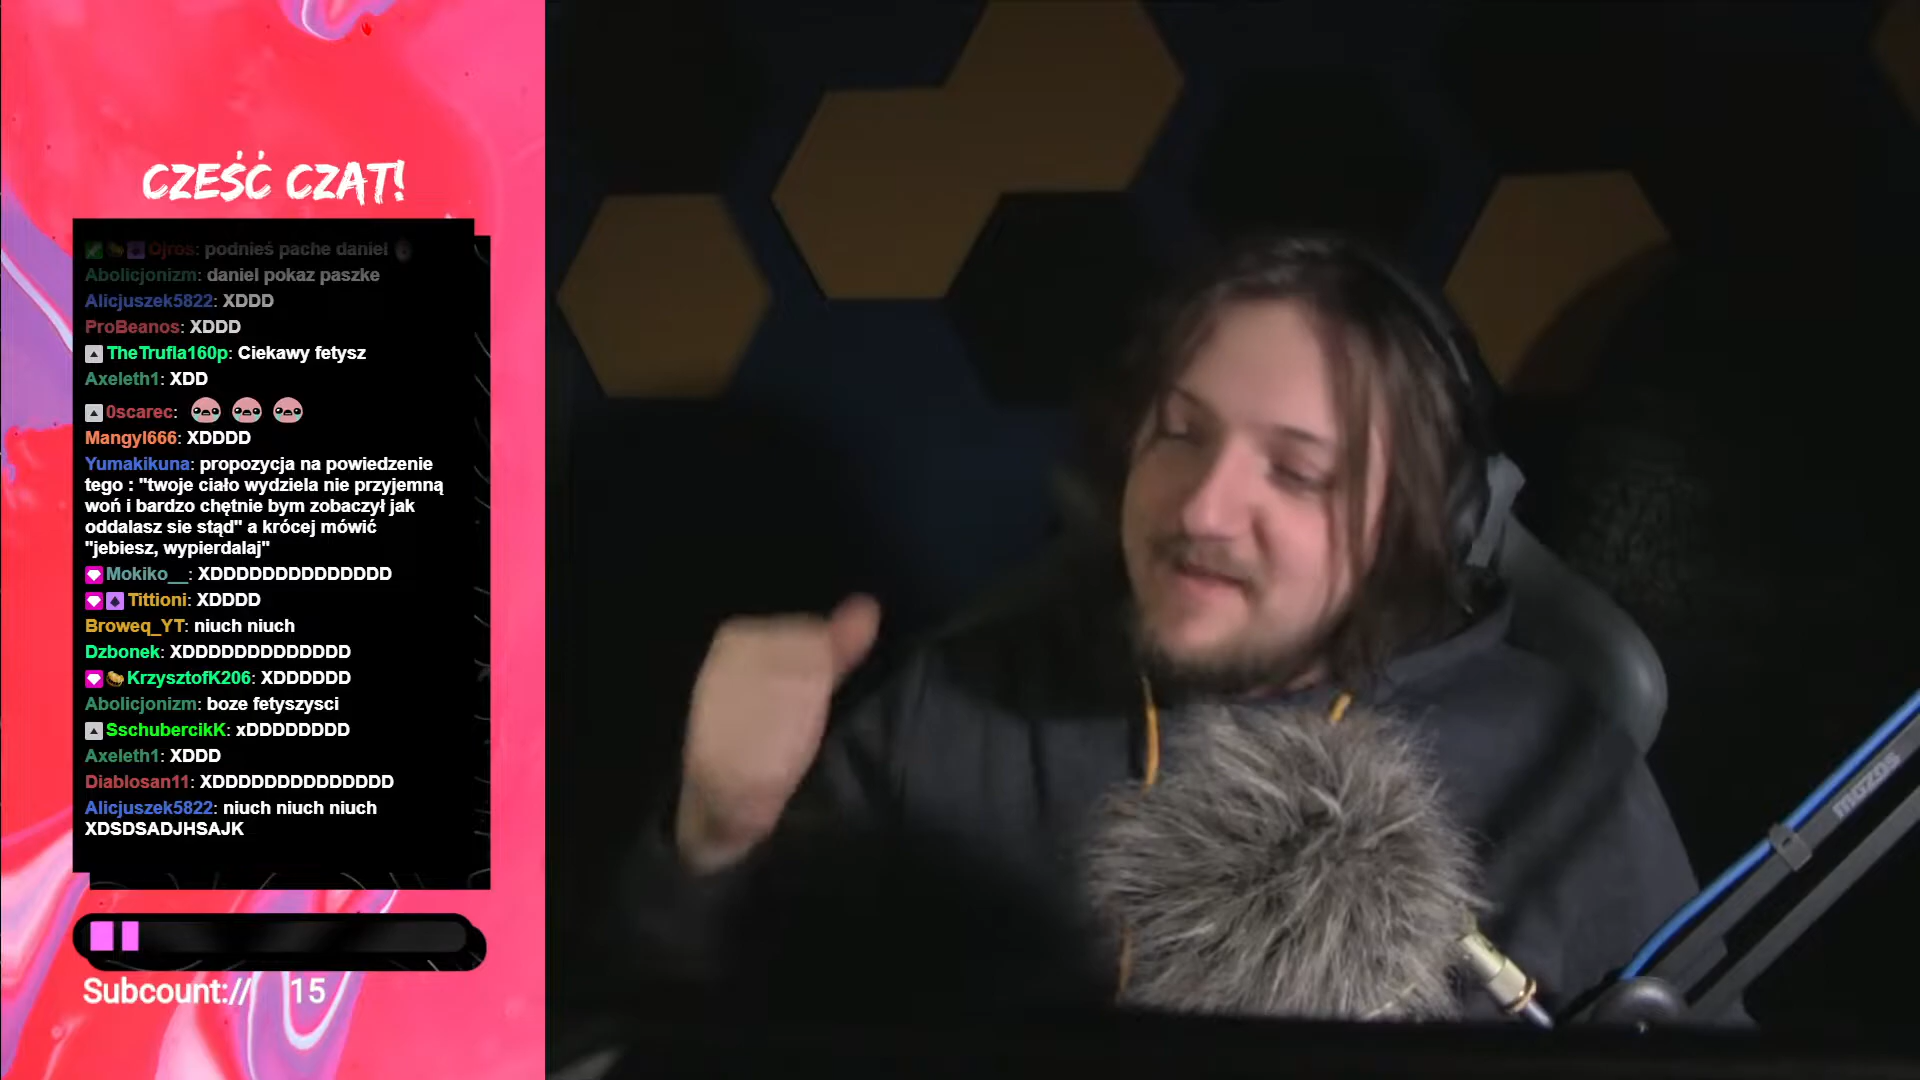 CZEŚĆ CZAT!
Ojros: podnieś pache daniel
Abolicjonizm: daniel pokaz paszke
Alicjuszek5822: XDDD
ProBeanos: XDDD
TheTrufla160p: Ciekawy fetysz
Axeleth1: XDD
0scarec:
Mangyl666: XDDDD
Yumakikuna: propozycja na powiedzenie
tego : "twoje ciało wydziela nie przyjemną
woń i bardzo chętnie bym zobaczył jak
oddalasz sie stąd" a krócej mówić
"jebiesz, wypierdalaj"
Mokiko__: XDDDDDDDDDDDDDD
Tittioni: XDDDD
Broweq_YT: niuch niuch
Dzbonek: XDDDDDDDDDDDDD
KrzysztofK206: XDDDDDD
Abolicjonizm: boze fetyszysci
SschubercikK: xDDDDDDDD
Axeleth1: XDDD
Diablosan11: XDDDDDDDDDDDDDD
Alicjuszek5822: niuch niuch niuch
XDSDSADJHSAJK
Subcount:// 15
MOZOS